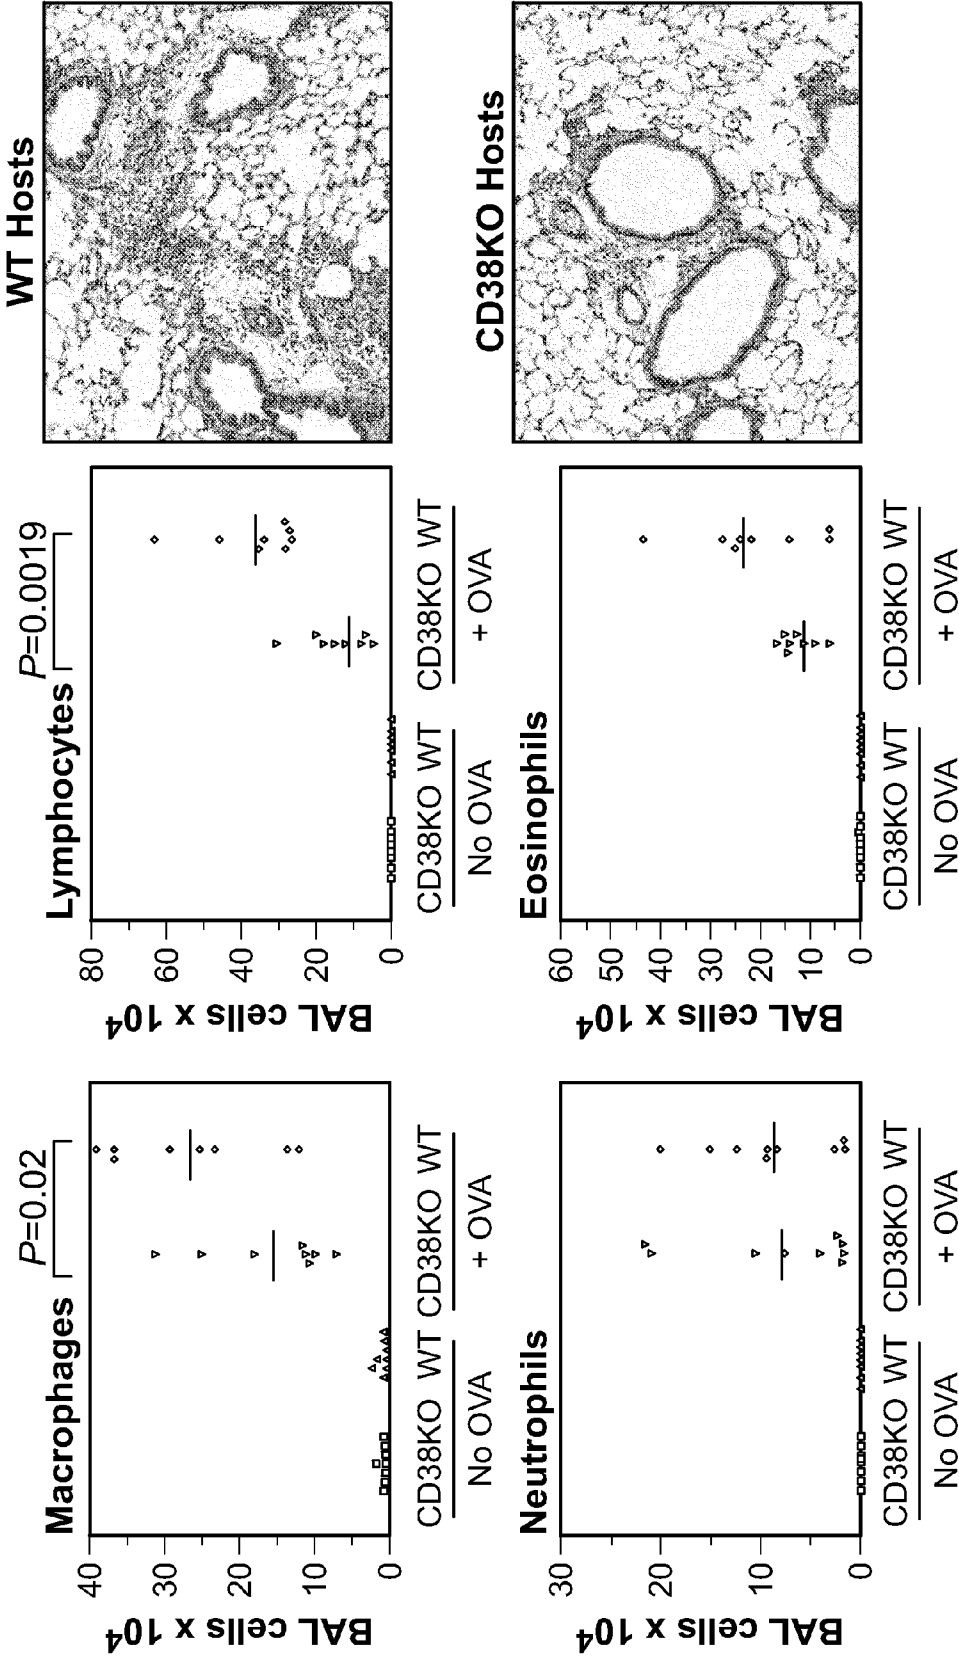 Macrophages
P=0.02
BAL cells x 10⁴
40
30
20
10
0
CD38KO WT CD38KO WT
No OVA + OVA
Lymphocytes
P=0.0019
BAL cells x 10⁴
80
60
40
20
0
CD38KO WT CD38KO WT
No OVA + OVA
WT Hosts
Neutrophils
BAL cells x 10⁴
30
20
10
0
CD38KO WT CD38KO WT
No OVA + OVA
Eosinophils
BAL cells x 10⁴
60
50
40
30
20
10
0
CD38KO WT CD38KO WT
No OVA + OVA
CD38KO Hosts